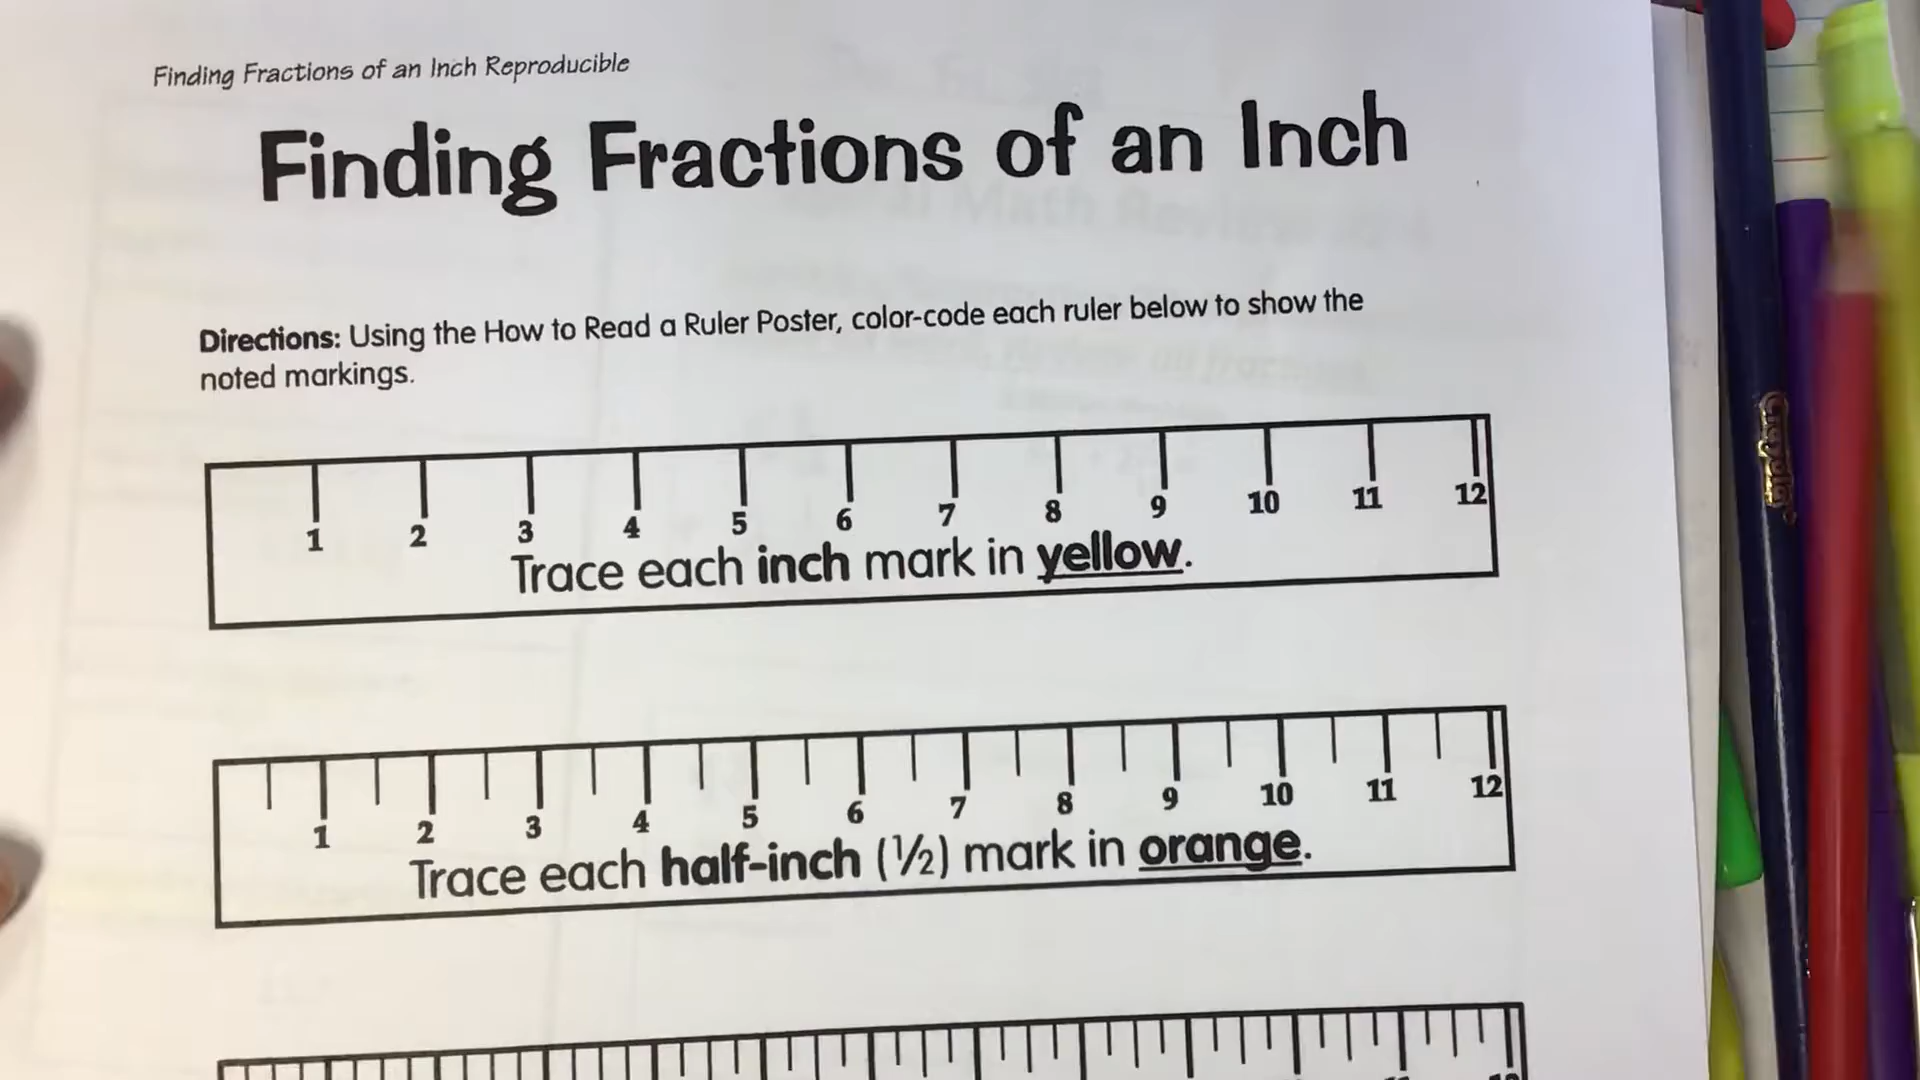 Finding Fractions of an Inch Reproducible
Finding Fractions of an Inch
Directions: Using the How to Read a Ruler Poster, color-code each ruler below to show the
noted markings.
1 2 3 4 5 6 7 8 9 10 11 12
Trace each inch mark in yellow.
1 2 3 4 5 6 7 8 9 10 11 12
Trace each half-inch (½) mark in orange.
Crayola